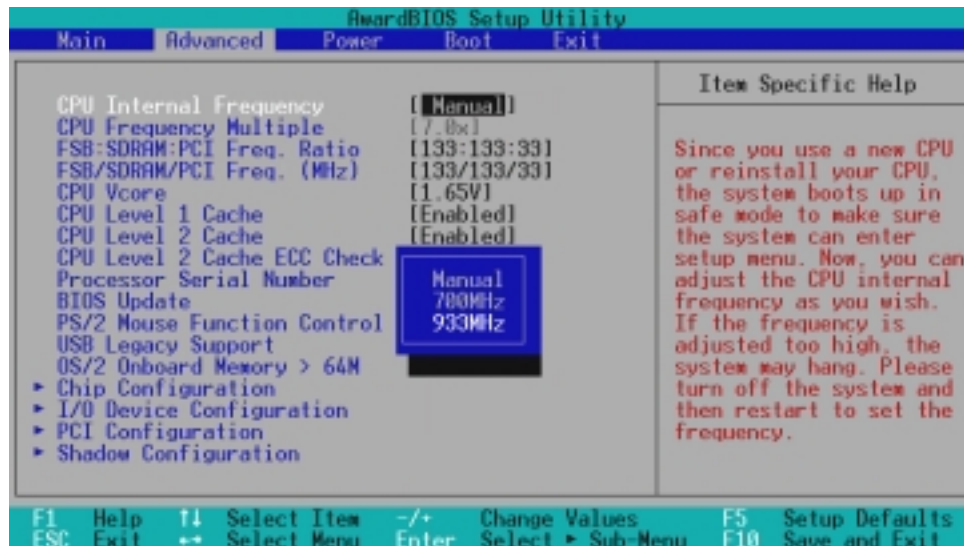 AwardBIOS Setup Utility
Main Advanced Power Boot Exit
Item Specific Help
CPU Internal Frequency [ Manual]
CPU Frequency Multiple [7.0x]
FSB:SDRAM:PCI Freq. Ratio [133:133:33]
FSB/SDRAM/PCI Freq. (MHz) [133/133/33]
CPU Vcore [1.65V]
CPU Level 1 Cache [Enabled]
CPU Level 2 Cache [Enabled]
CPU Level 2 Cache ECC Check
Processor Serial Number
BIOS Update
PS/2 Mouse Function Control
USB Legacy Support
OS/2 Onboard Memory > 64M
► Chip Configuration
► I/O Device Configuration
► PCI Configuration
► Shadow Configuration
Manual
700MHz
933MHz
Since you use a new CPU
or reinstall your CPU,
the system boots up in
safe mode to make sure
the system can enter
setup menu. Now, you can
adjust the CPU internal
frequency as you wish.
If the frequency is
adjusted too high, the
system may hang. Please
turn off the system and
then restart to set the
frequency.
F1 Help ↑↓ Select Item -/+ Change Values F5 Setup Defaults
ESC Exit ←→ Select Menu Enter Select ► Sub-Menu F10 Save and Exit